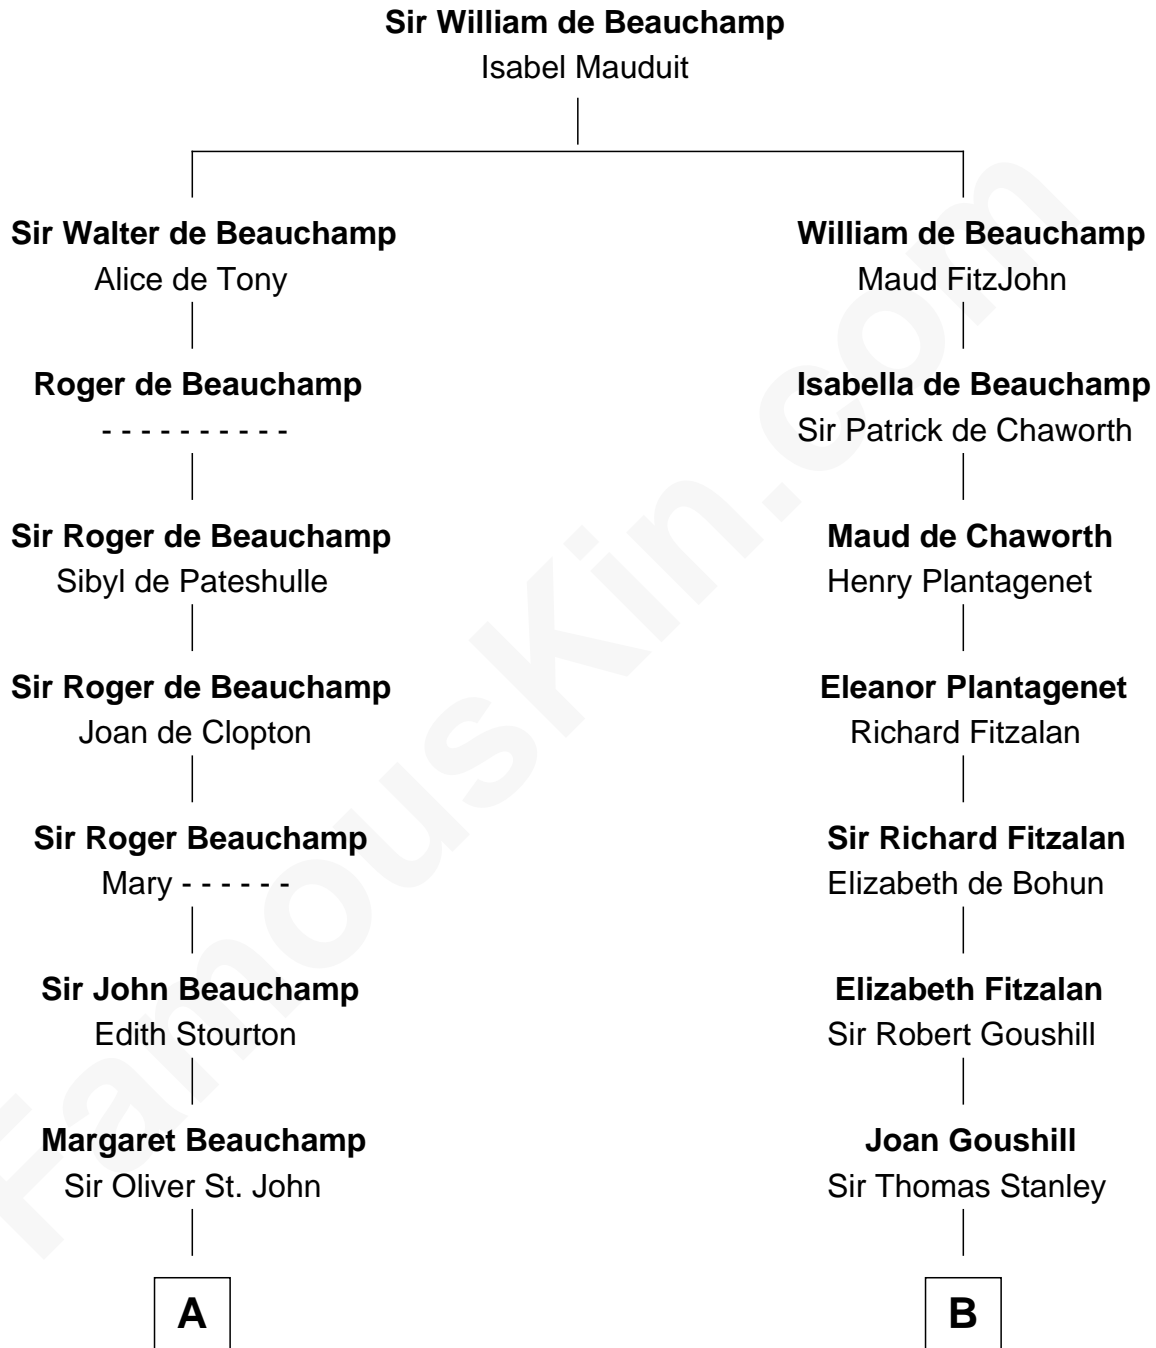 Sir William de Beauchamp
Isabel Mauduit
Sir Walter de Beauchamp
Alice de Tony
William de Beauchamp
Maud FitzJohn
Roger de Beauchamp
- - - - - - - - - -
Isabella de Beauchamp
Sir Patrick de Chaworth
Sir Roger de Beauchamp
Sibyl de Pateshulle
Maud de Chaworth
Henry Plantagenet
Sir Roger de Beauchamp
Joan de Clopton
Eleanor Plantagenet
Richard Fitzalan
Sir Roger Beauchamp
Mary - - - - - -
Sir Richard Fitzalan
Elizabeth de Bohun
Sir John Beauchamp
Edith Stourton
Elizabeth Fitzalan
Sir Robert Goushill
Margaret Beauchamp
Sir Oliver St. John
Joan Goushill
Sir Thomas Stanley
A
B
FamousKin.com